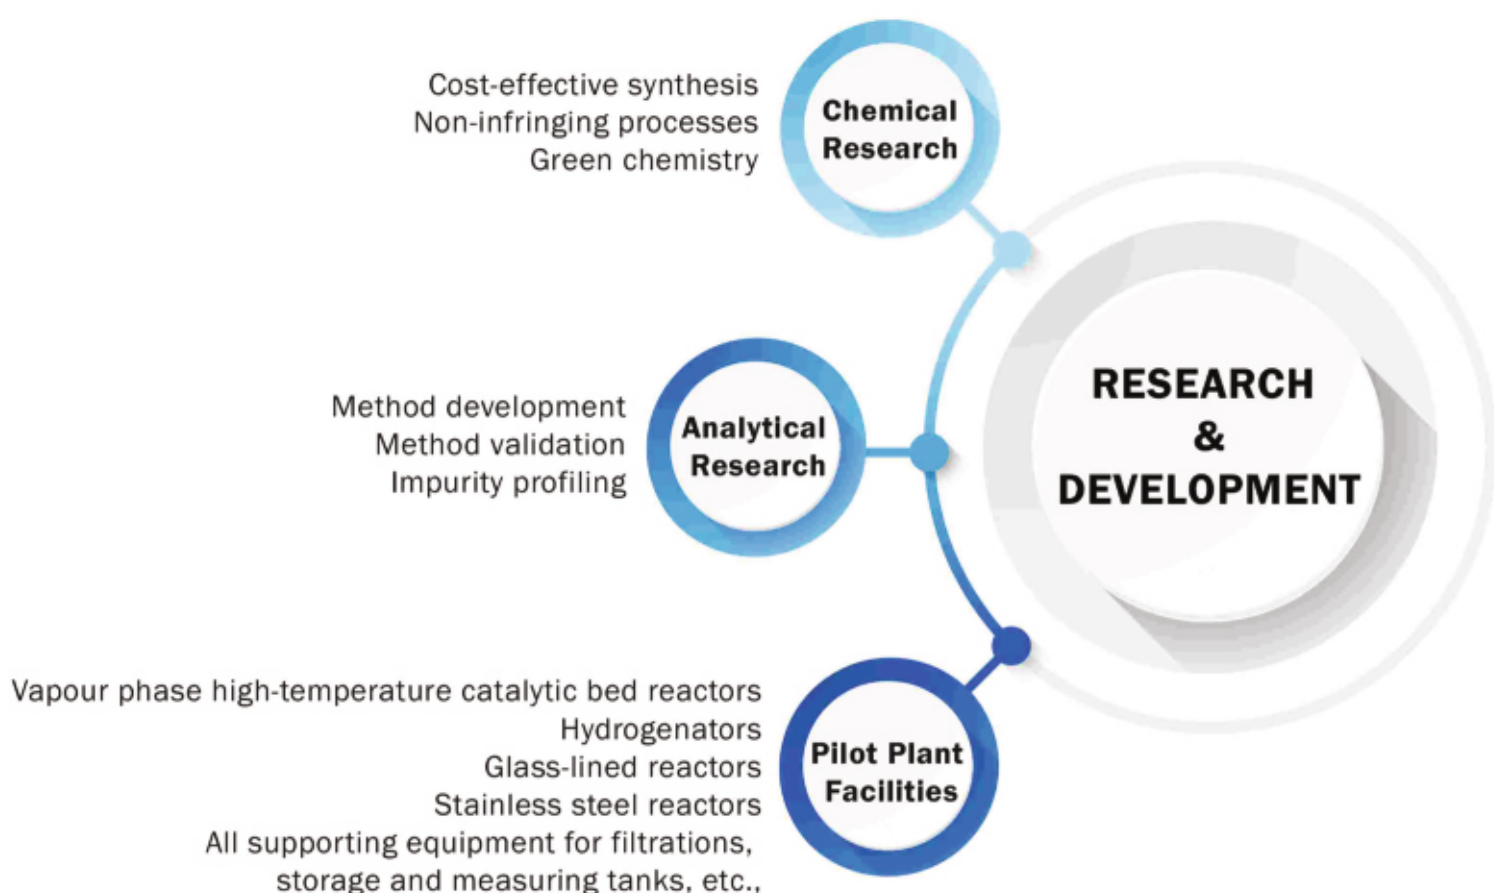 Cost-effective synthesis
Non-infringing processes
Green chemistry
Chemical
Research
Method development
Method validation
Impurity profiling
Analytical
Research
RESEARCH
&
DEVELOPMENT
Vapour phase high-temperature catalytic bed reactors
Hydrogenators
Glass-lined reactors
Stainless steel reactors
All supporting equipment for filtrations,
storage and measuring tanks, etc.,
Pilot Plant
Facilities